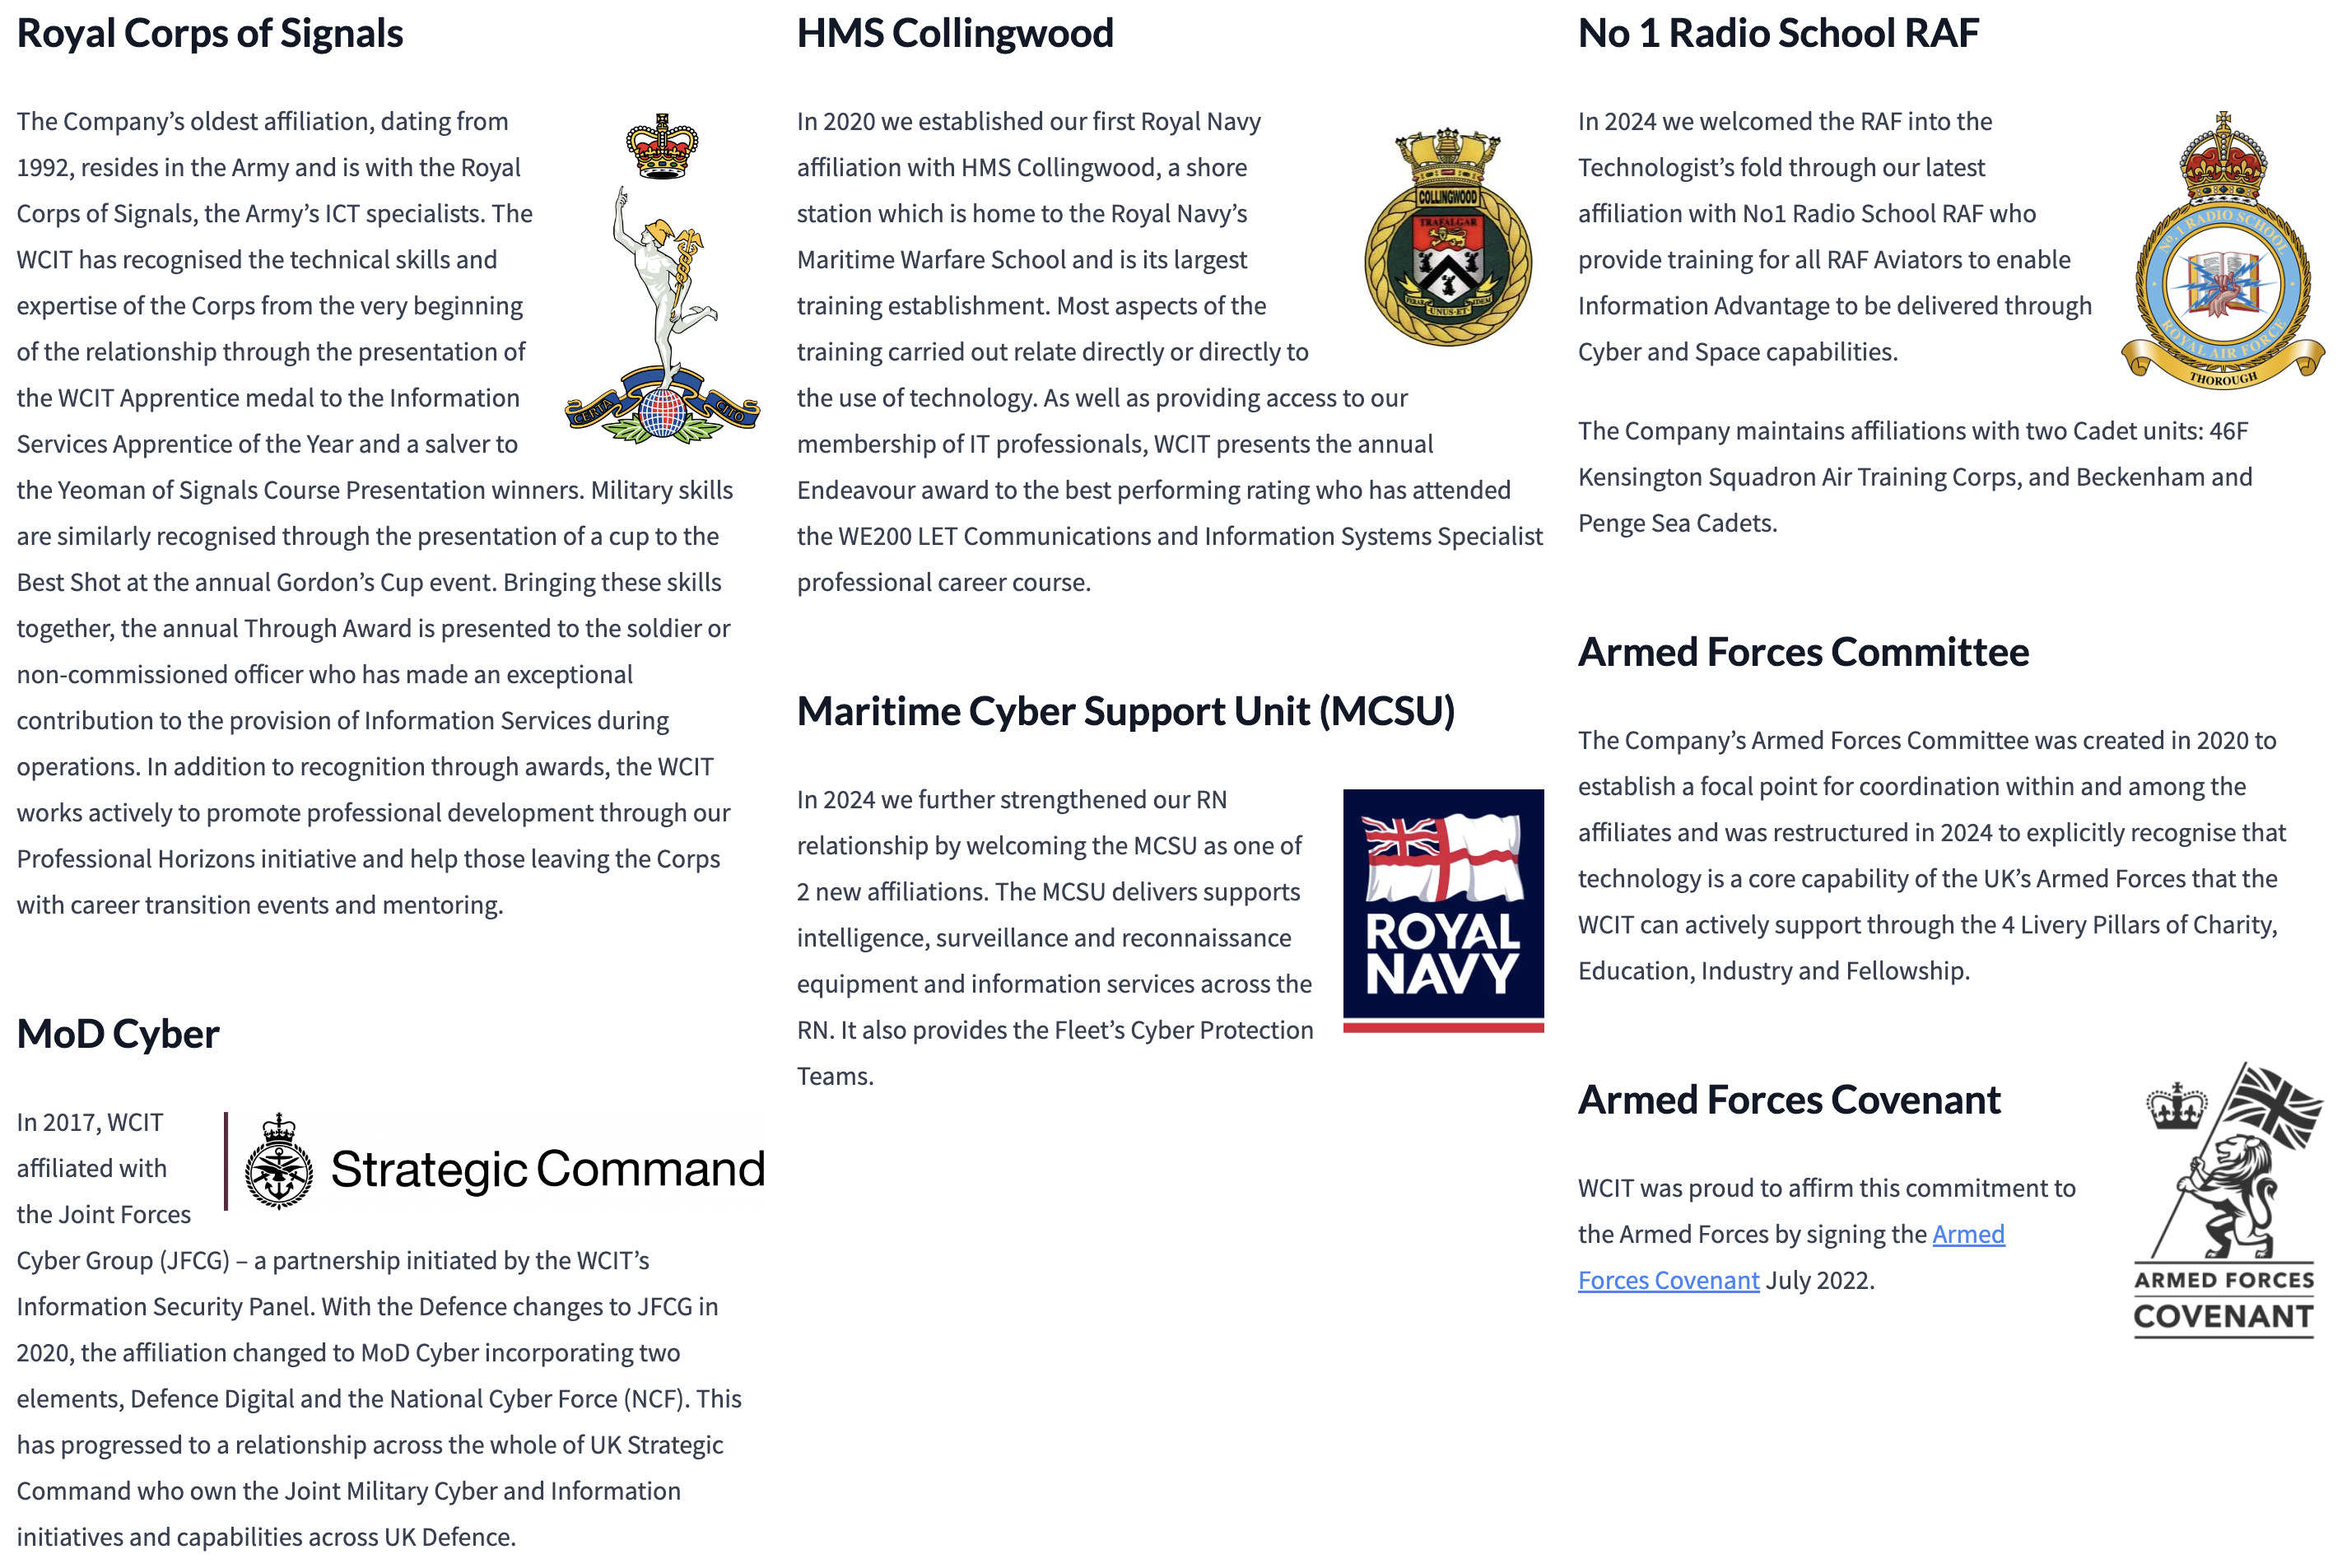 Royal Corps of Signals
The Company’s oldest affiliation, dating from
1992, resides in the Army and is with the Royal
Corps of Signals, the Army’s ICT specialists. The
WCIT has recognised the technical skills and
expertise of the Corps from the very beginning
of the relationship through the presentation of
the WCIT Apprentice medal to the Information
Services Apprentice of the Year and a salver to
the Yeoman of Signals Course Presentation winners. Military skills
are similarly recognised through the presentation of a cup to the
Best Shot at the annual Gordon’s Cup event. Bringing these skills
together, the annual Through Award is presented to the soldier or
non-commissioned officer who has made an exceptional
contribution to the provision of Information Services during
operations. In addition to recognition through awards, the WCIT
works actively to promote professional development through our
Professional Horizons initiative and help those leaving the Corps
with career transition events and mentoring.
CERTA CITO
MoD Cyber
In 2017, WCIT
affiliated with
the Joint Forces
Cyber Group (JFCG) – a partnership initiated by the WCIT’s
Information Security Panel. With the Defence changes to JFCG in
2020, the affiliation changed to MoD Cyber incorporating two
elements, Defence Digital and the National Cyber Force (NCF). This
has progressed to a relationship across the whole of UK Strategic
Command who own the Joint Military Cyber and Information
initiatives and capabilities across UK Defence.
Strategic Command
HMS Collingwood
In 2020 we established our first Royal Navy
affiliation with HMS Collingwood, a shore
station which is home to the Royal Navy’s
Maritime Warfare School and is its largest
training establishment. Most aspects of the
training carried out relate directly or directly to
the use of technology. As well as providing access to our
membership of IT professionals, WCIT presents the annual
Endeavour award to the best performing rating who has attended
the WE200 LET Communications and Information Systems Specialist
professional career course.
COLLINGWOOD
TRAFALGAR
FERAR UNUS ET IDEM
Maritime Cyber Support Unit (MCSU)
In 2024 we further strengthened our RN
relationship by welcoming the MCSU as one of
2 new affiliations. The MCSU delivers supports
intelligence, surveillance and reconnaissance
equipment and information services across the
RN. It also provides the Fleet’s Cyber Protection
Teams.
ROYAL
NAVY
No 1 Radio School RAF
In 2024 we welcomed the RAF into the
Technologist’s fold through our latest
affiliation with No1 Radio School RAF who
provide training for all RAF Aviators to enable
Information Advantage to be delivered through
Cyber and Space capabilities.
No. 1 RADIO SCHOOL
ROYAL AIR FORCE
THOROUGH
The Company maintains affiliations with two Cadet units: 46F
Kensington Squadron Air Training Corps, and Beckenham and
Penge Sea Cadets.
Armed Forces Committee
The Company’s Armed Forces Committee was created in 2020 to
establish a focal point for coordination within and among the
affiliates and was restructured in 2024 to explicitly recognise that
technology is a core capability of the UK’s Armed Forces that the
WCIT can actively support through the 4 Livery Pillars of Charity,
Education, Industry and Fellowship.
Armed Forces Covenant
WCIT was proud to affirm this commitment to
the Armed Forces by signing the Armed
Forces Covenant July 2022.
ARMED FORCES
COVENANT